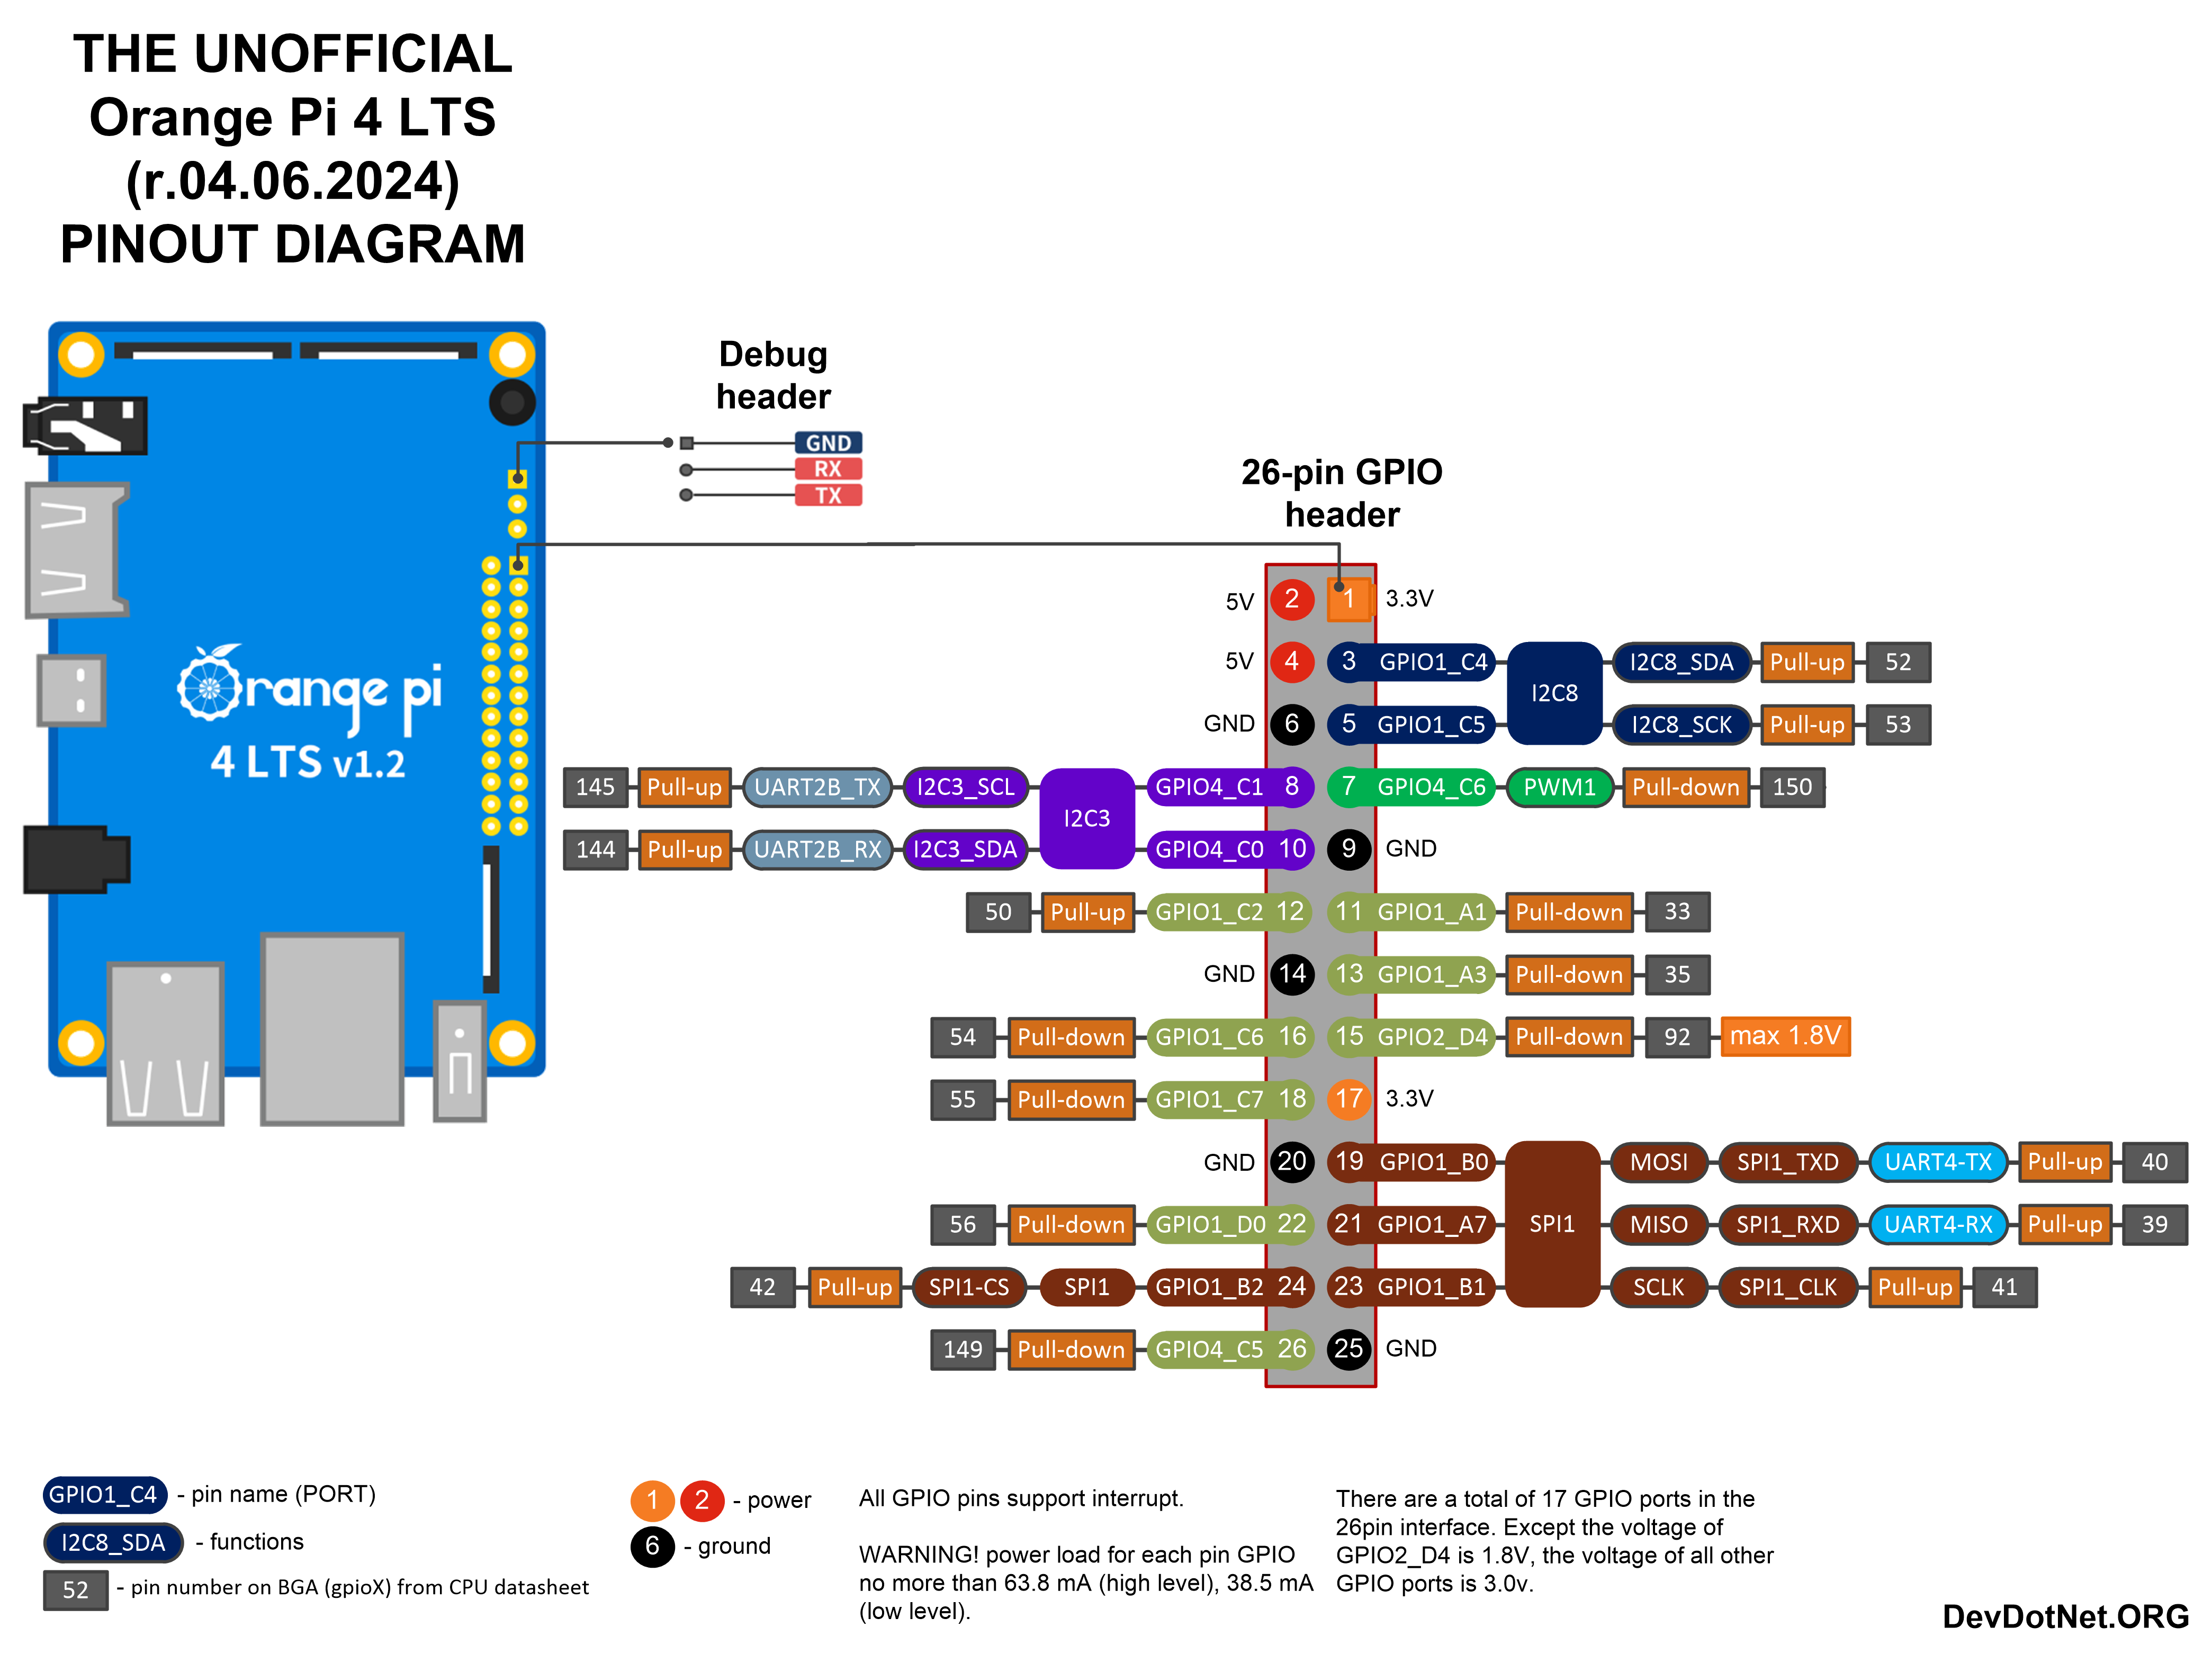 THE UNOFFICIAL
Orange Pi 4 LTS
(r.04.06.2024)
PINOUT DIAGRAM
Debug
header
GND
RX
TX
26-pin GPIO
header
range pi
4 LTS v1.2
5V 2 1 3.3V
5V 4 3 GPIO1_C4 I2C8_SDA Pull-up 52
I2C8
GND 6 5 GPIO1_C5 I2C8_SCK Pull-up 53
145 Pull-up UART2B_TX I2C3_SCL GPIO4_C1 8 7 GPIO4_C6 PWM1 Pull-down 150
I2C3
144 Pull-up UART2B_RX I2C3_SDA GPIO4_C0 10 9 GND
50 Pull-up GPIO1_C2 12 11 GPIO1_A1 Pull-down 33
GND 14 13 GPIO1_A3 Pull-down 35
54 Pull-down GPIO1_C6 16 15 GPIO2_D4 Pull-down 92 max 1.8V
55 Pull-down GPIO1_C7 18 17 3.3V
GND 20 19 GPIO1_B0 MOSI SPI1_TXD UART4-TX Pull-up 40
56 Pull-down GPIO1_D0 22 21 GPIO1_A7 SPI1 MISO SPI1_RXD UART4-RX Pull-up 39
42 Pull-up SPI1-CS SPI1 GPIO1_B2 24 23 GPIO1_B1 SCLK SPI1_CLK Pull-up 41
149 Pull-down GPIO4_C5 26 25 GND
GPIO1_C4 - pin name (PORT)
I2C8_SDA - functions
52 - pin number on BGA (gpioX) from CPU datasheet
1 2 - power
6 - ground
All GPIO pins support interrupt.
WARNING! power load for each pin GPIO
no more than 63.8 mA (high level), 38.5 mA
(low level).
There are a total of 17 GPIO ports in the
26pin interface. Except the voltage of
GPIO2_D4 is 1.8V, the voltage of all other
GPIO ports is 3.0v.
DevDotNet.ORG